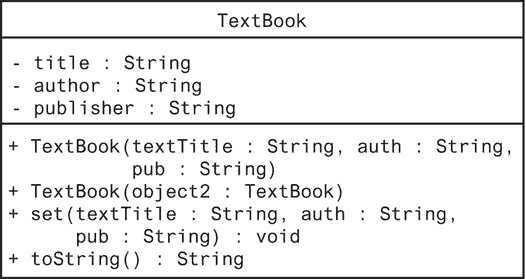 TextBook
- title : String
- author : String
- publisher : String
+ TextBook(textTitle : String, auth : String,
pub : String)
+ TextBook(object2 : TextBook)
+ set(textTitle : String, auth : String,
pub : String) : void
+ toString() : String